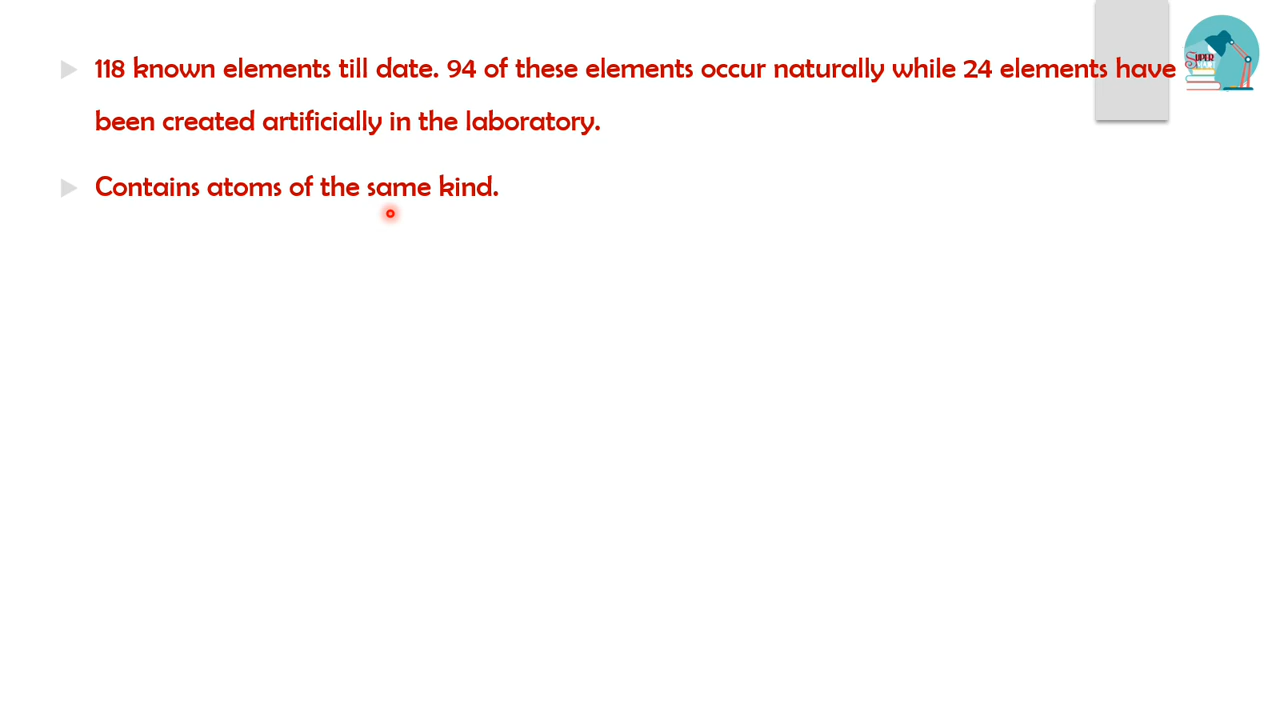 118 known elements till date. 94 of these elements occur naturally while 24 elements have
been created artificially in the laboratory.
Contains atoms of the same kind.
SUPER